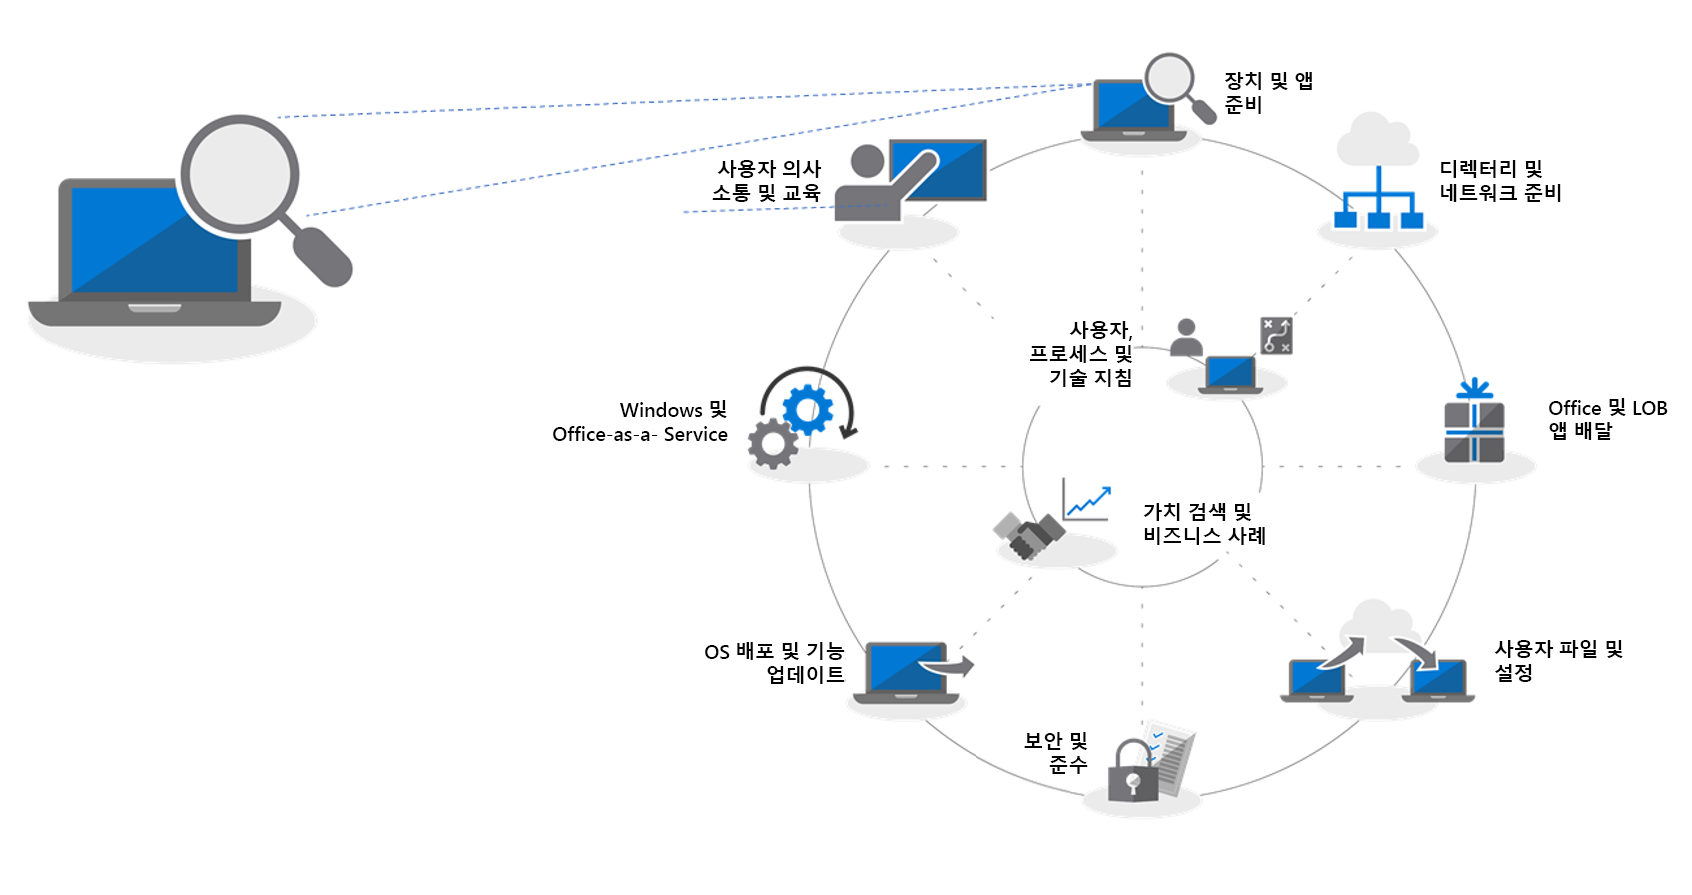 장치 및 앱
준비
디렉터리 및
네트워크 준비
Office 및 LOB
앱 배달
사용자 파일 및
설정
보안 및
준수
OS 배포 및 기능
업데이트
Windows 및
Office-as-a- Service
사용자 의사
소통 및 교육
사용자,
프로세스 및
기술 지침
가치 검색 및
비즈니스 사례